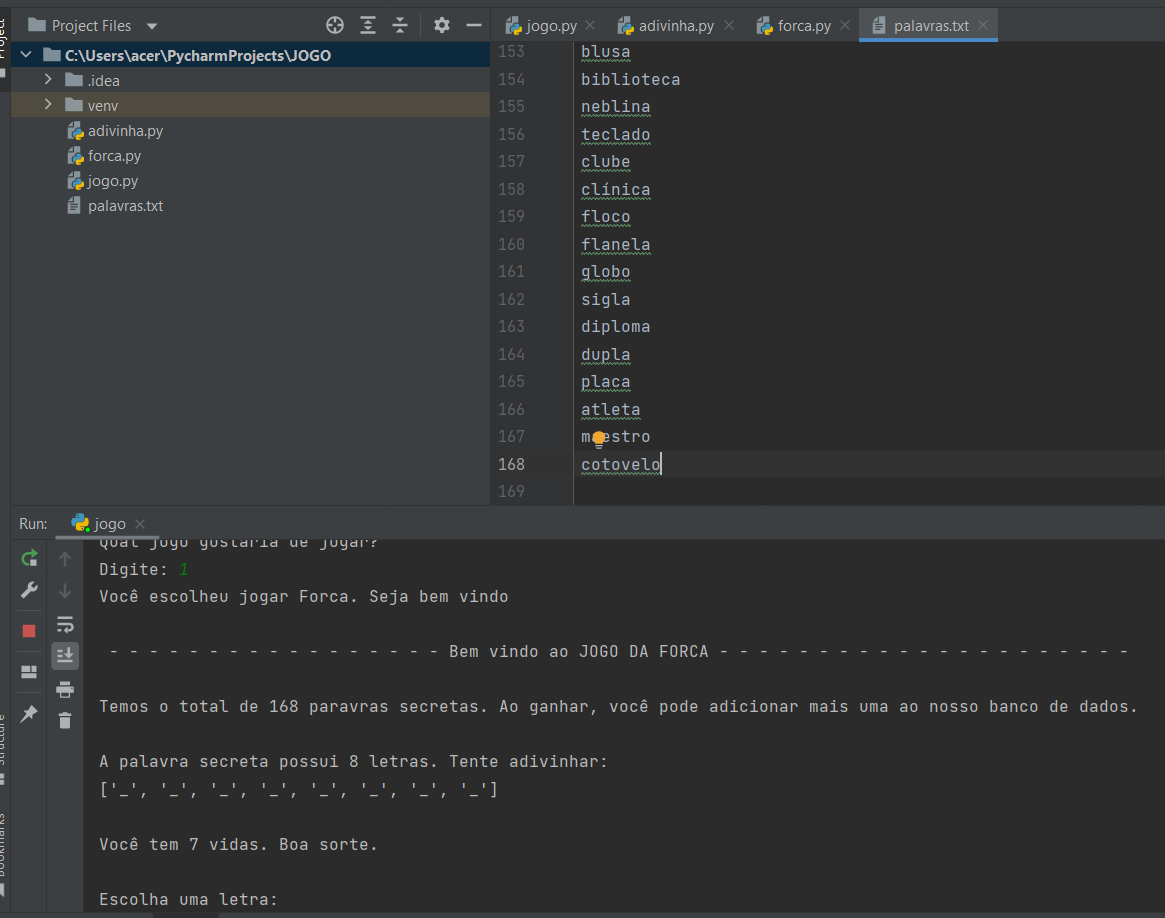 Project
Project Files
C:\Users\acer\PycharmProjects\JOGO
.idea
venv
adivinha.py
forca.py
jogo.py
palavras.txt
jogo.py
adivinha.py
forca.py
palavras.txt
153 blusa
154 biblioteca
155 neblina
156 teclado
157 clube
158 clínica
159 floco
160 flanela
161 globo
162 sigla
163 diploma
164 dupla
165 placa
166 atleta
167 maestro
168 cotovelo
169
Run: jogo
Qual jogo gostaria de jogar?
Digite: 1
Você escolheu jogar Forca. Seja bem vindo
- - - - - - - - - - - - - - - - - Bem vindo ao JOGO DA FORCA - - - - - - - - - - - - - - - - - - - - -
Temos o total de 168 paravras secretas. Ao ganhar, você pode adicionar mais uma ao nosso banco de dados.
A palavra secreta possui 8 letras. Tente adivinhar:
['_', '_', '_', '_', '_', '_', '_', '_']
Você tem 7 vidas. Boa sorte.
Escolha uma letra:
Structure
Bookmarks